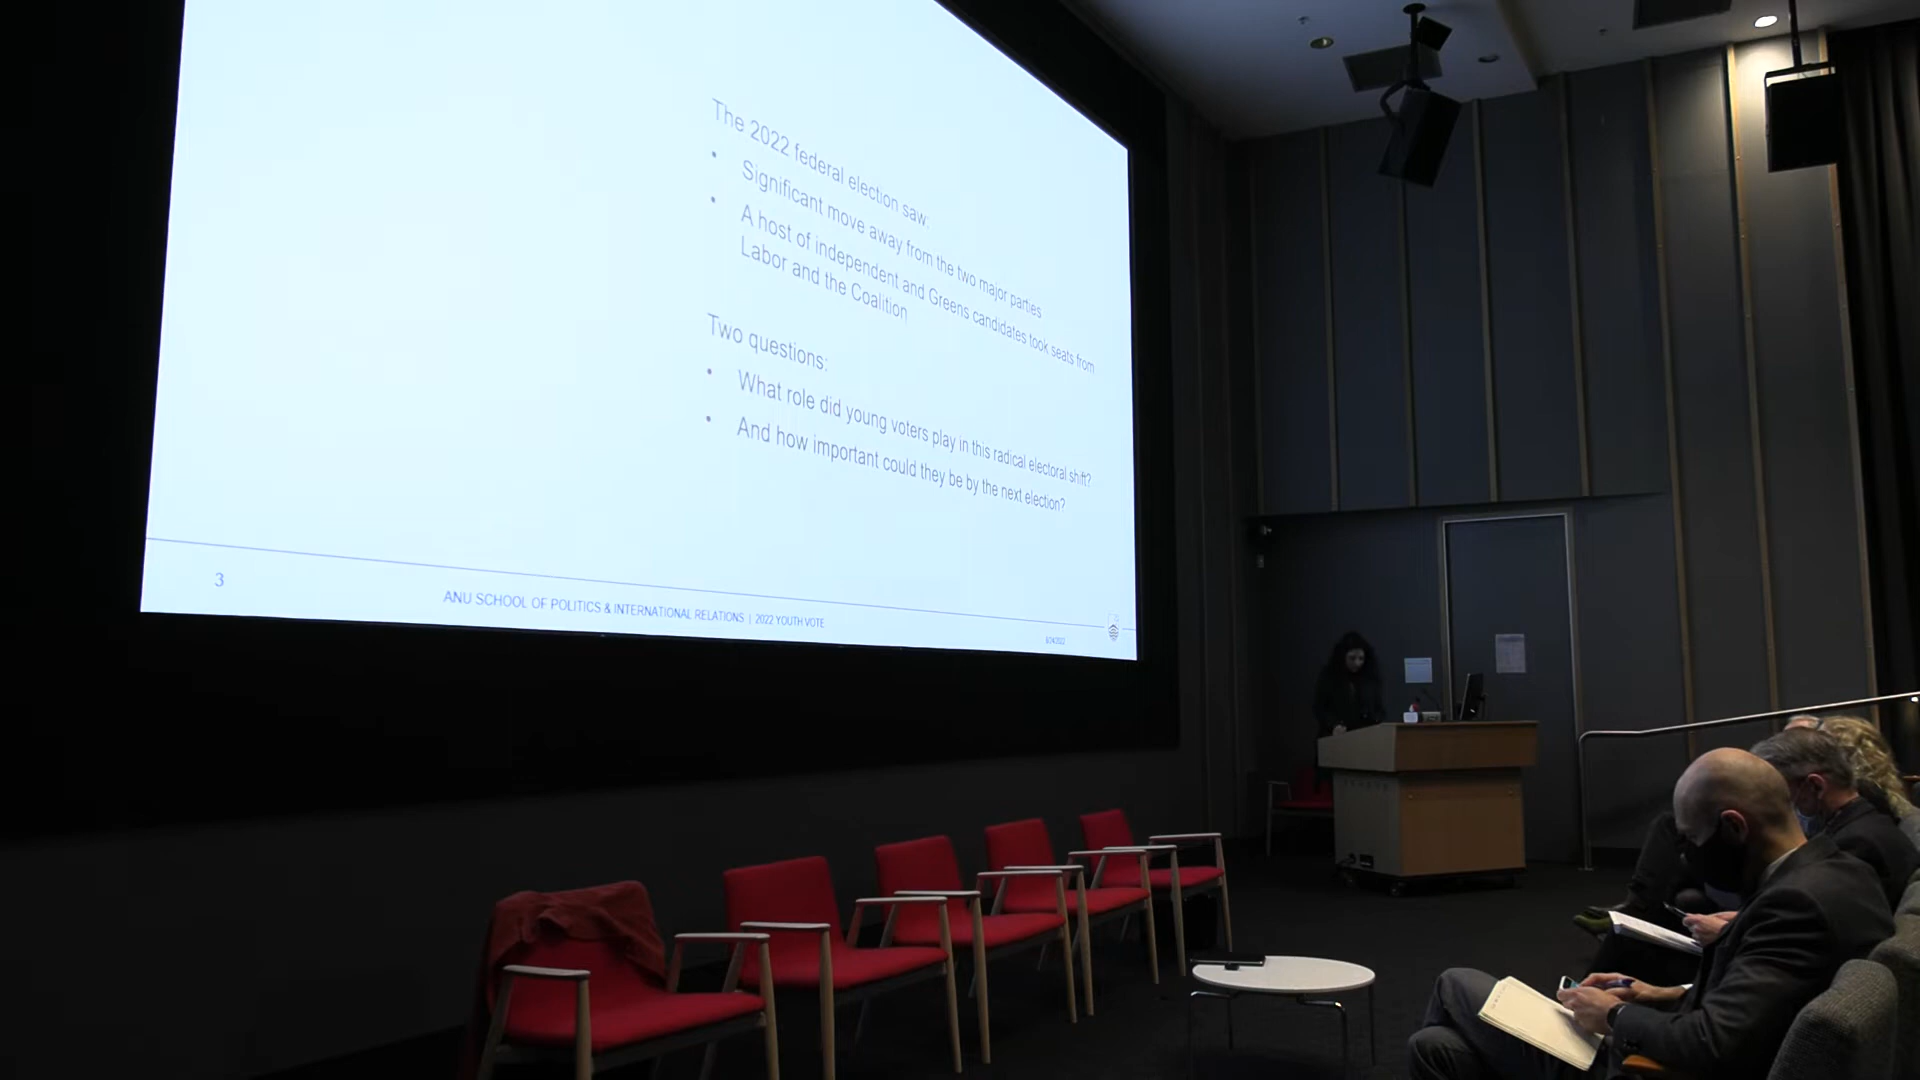 The 2022 federal election saw:
• Significant move away from the two major parties
• A host of independent and Greens candidates took seats from
Labor and the Coalition
Two questions:
• What role did young voters play in this radical electoral shift?
• And how important could they be by the next election?
3
ANU SCHOOL OF POLITICS & INTERNATIONAL RELATIONS | 2022 YOUTH VOTE